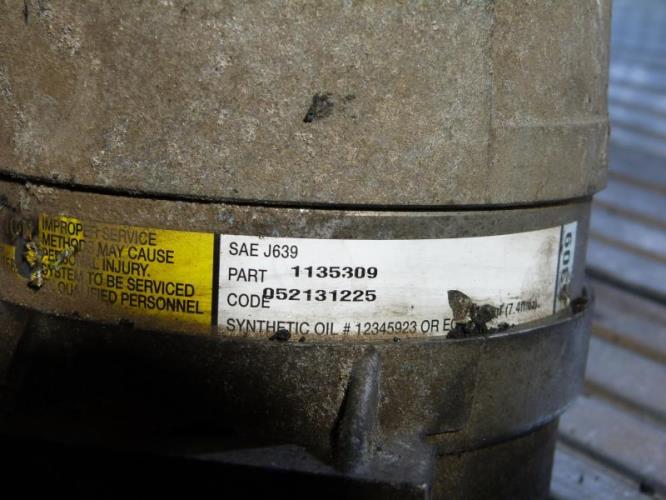 IMPROPER SERVICE
METHODS MAY CAUSE
PERSONAL INJURY.
SYSTEM TO BE SERVICED
QUALIFIED PERSONNEL
SAE J639
PART 1135309
CODE 052131225
SYNTHETIC OIL # 12345923 OR
309